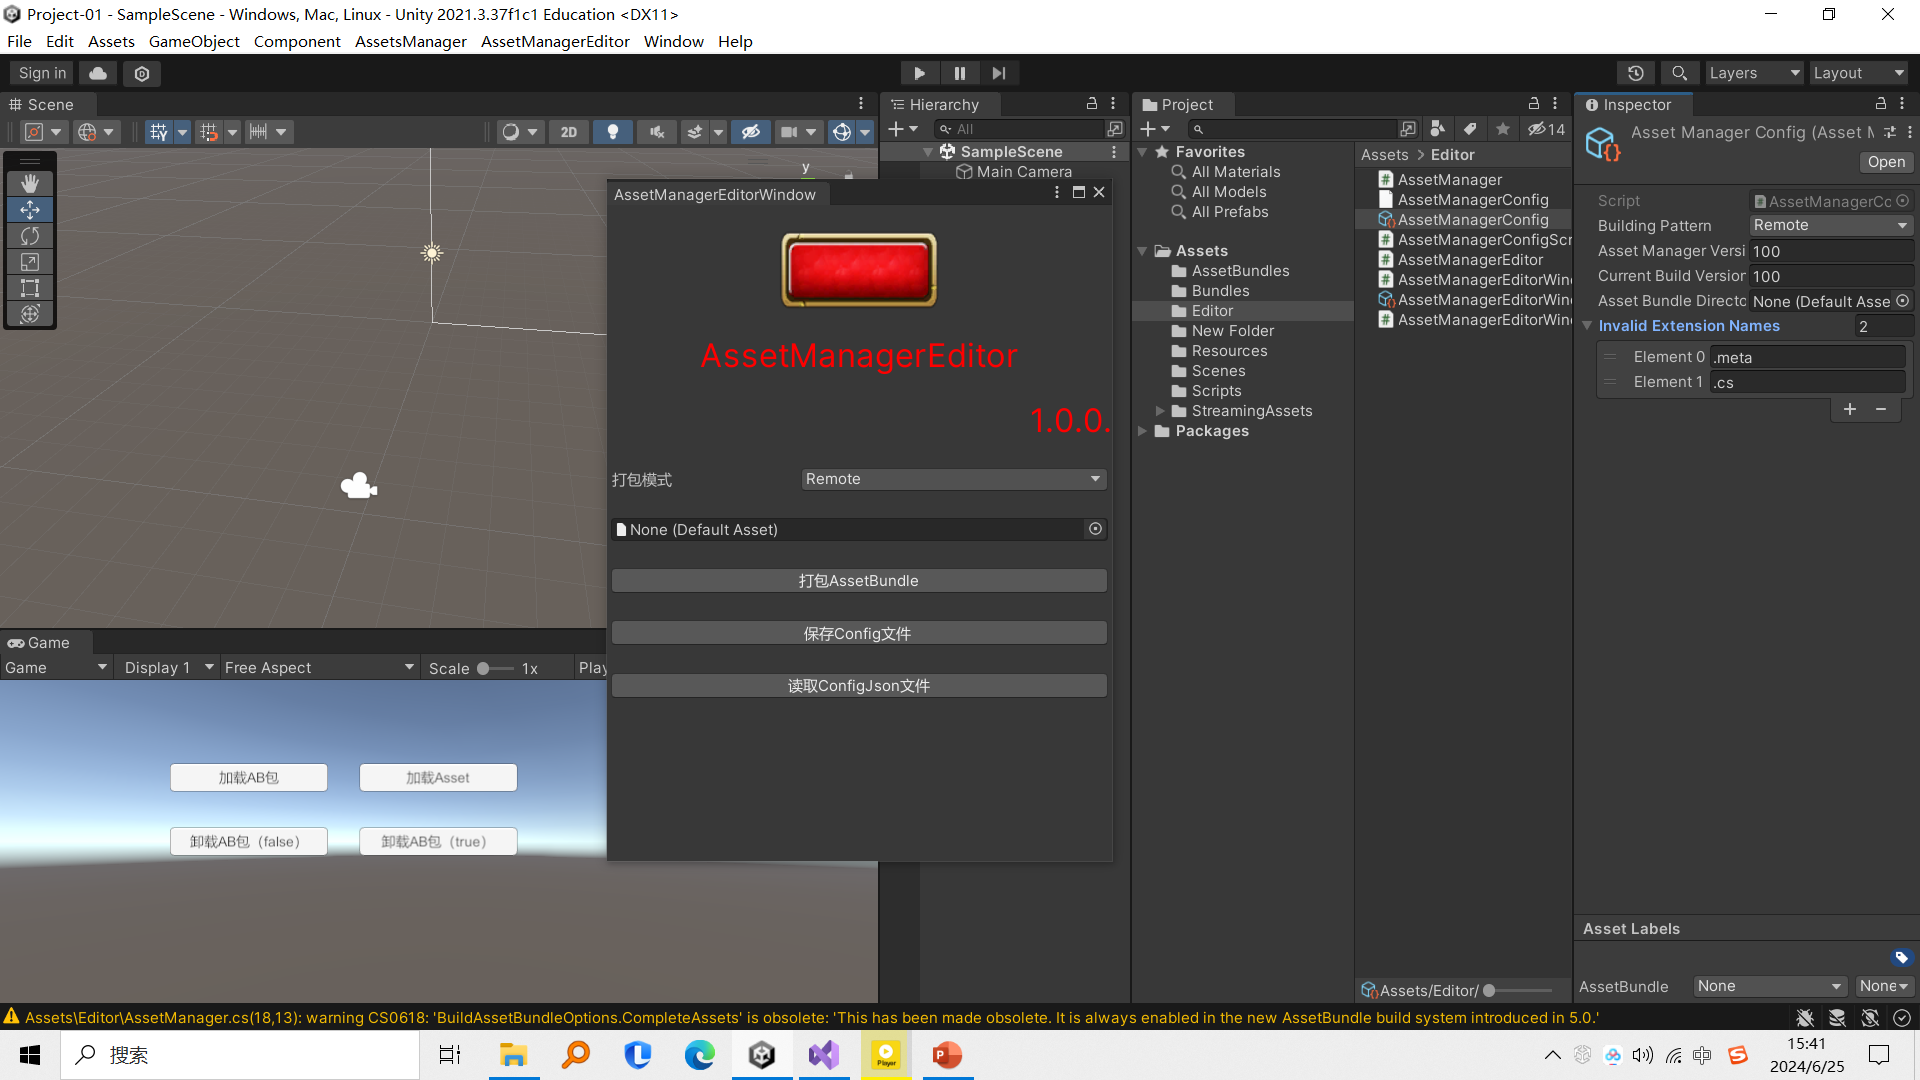 Project-01 - SampleScene - Windows, Mac, Linux - Unity 2021.3.37f1c1 Education <DX11>
File Edit Assets GameObject Component AssetsManager AssetManagerEditor Window Help
Sign in
Layers
Layout
Scene
2D
y
Hierarchy
All
SampleScene
Main Camera
Project
14
Favorites
All Materials
All Models
All Prefabs
Assets
AssetBundles
Bundles
Editor
New Folder
Resources
Scenes
Scripts
StreamingAssets
Packages
Assets > Editor
AssetManager
AssetManagerConfig
AssetManagerConfig
AssetManagerConfigScr
AssetManagerEditor
AssetManagerEditorWind
AssetManagerEditorWind
AssetManagerEditorWind
Assets/Editor/
Inspector
Asset Manager Config (Asset M
Open
Script AssetManagerCo
Building Pattern Remote
Asset Manager Versi 100
Current Build Version 100
Asset Bundle Directo None (Default Asse
Invalid Extension Names 2
Element 0 .meta
Element 1 .cs
+ −
Asset Labels
AssetBundle None None
AssetManagerEditorWindow
AssetManagerEditor
1.0.0.
打包模式 Remote
None (Default Asset)
打包AssetBundle
保存Config文件
读取ConfigJson文件
Game
Game Display 1 Free Aspect Scale 1x Play
加载AB包 加载Asset
卸载AB包（false） 卸载AB包（true）
Assets\Editor\AssetManager.cs(18,13): warning CS0618: 'BuildAssetBundleOptions.CompleteAssets' is obsolete: 'This has been made obsolete. It is always enabled in the new AssetBundle build system introduced in 5.0.'
搜索
Player
P
中
S
15:41
2024/6/25